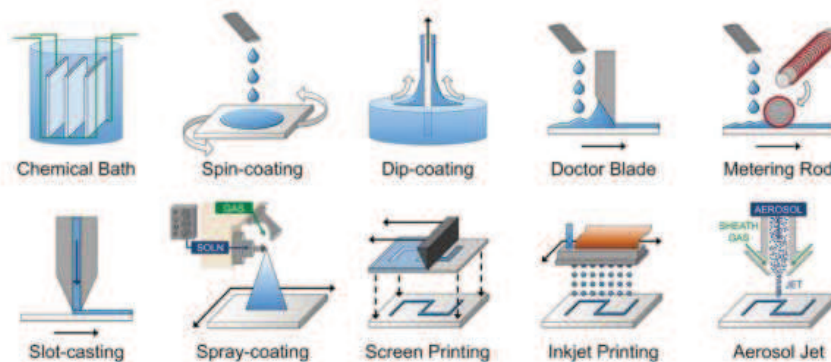 Chemical Bath
Spin-coating
Dip-coating
Doctor Blade
Metering Rod
GAS
SOLN
AEROSOL
SHEATH
GAS
JET
Slot-casting
Spray-coating
Screen Printing
Inkjet Printing
Aerosol Jet